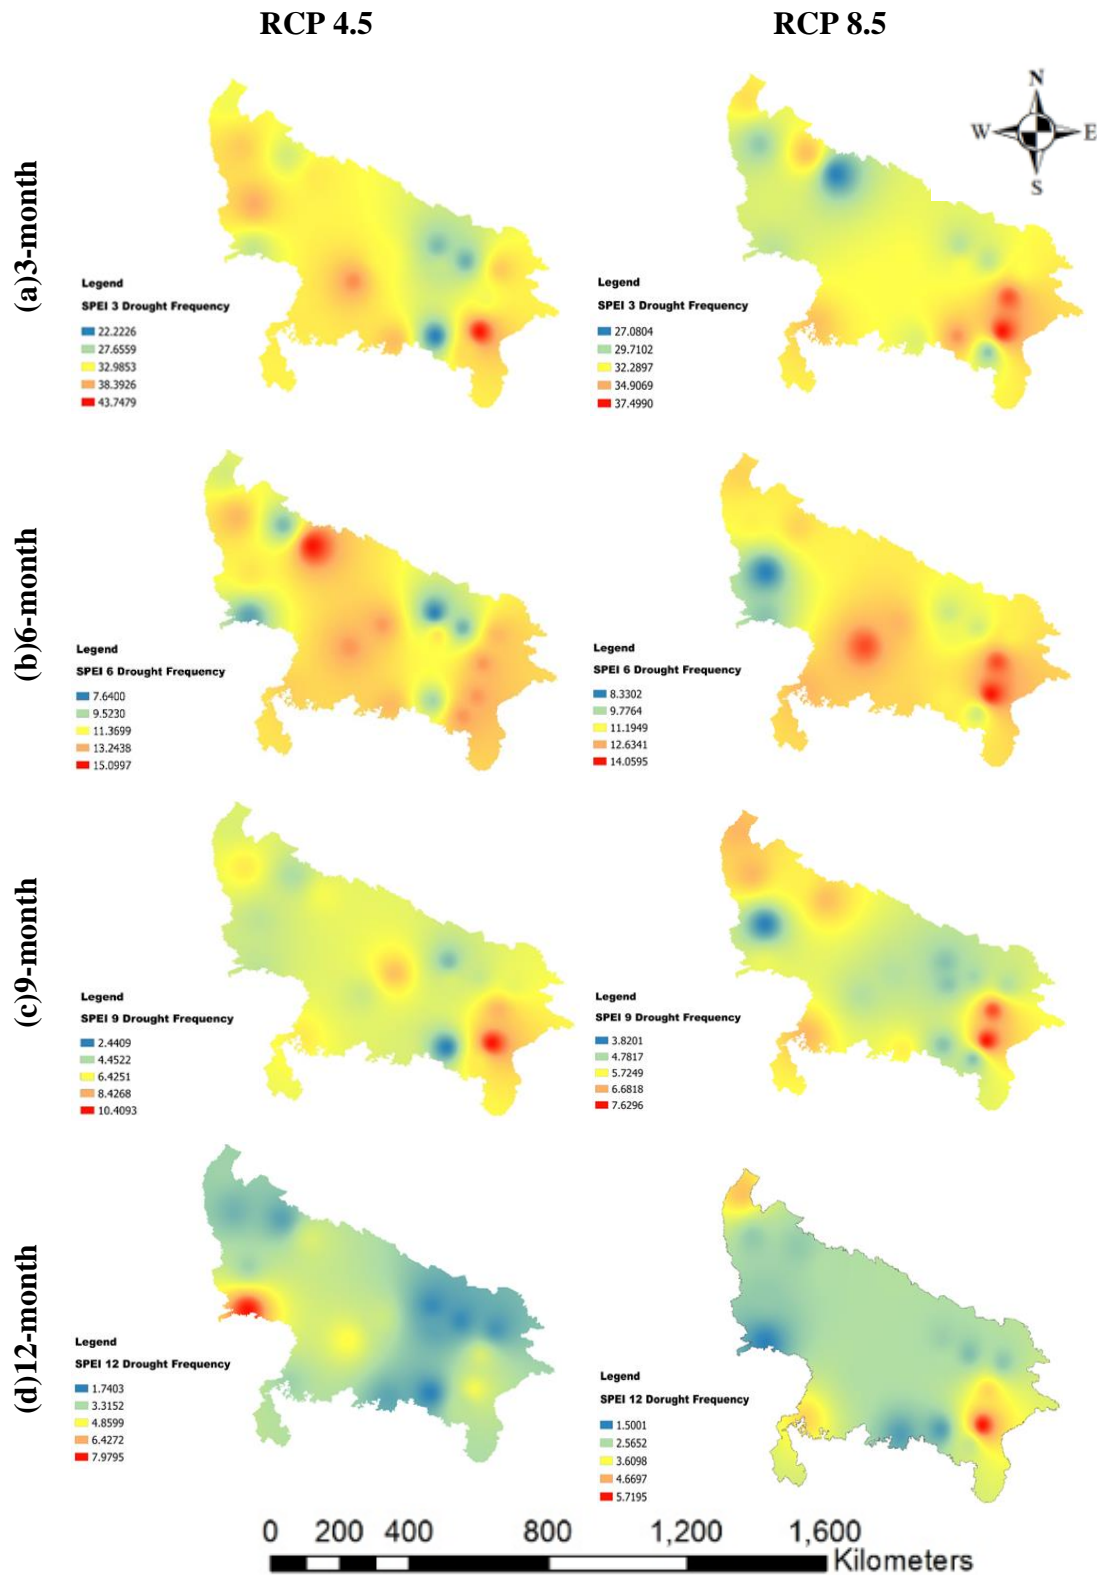 RCP 4.5
RCP 8.5
N
W E
S
(a)3-month
Legend
SPEI 3 Drought Frequency
22.2226
27.6559
32.9853
38.3926
43.7479
Legend
SPEI 3 Drought Frequency
27.0804
29.7102
32.2897
34.9069
37.4990
(b)6-month
Legend
SPEI 6 Drought Frequency
7.6400
9.5230
11.3699
13.2438
15.0997
Legend
SPEI 6 Drought Frequency
8.3302
9.7764
11.1949
12.6341
14.0595
(c)9-month
Legend
SPEI 9 Drought Frequency
2.4409
4.4522
6.4251
8.4268
10.4093
Legend
SPEI 9 Drought Frequency
3.8201
4.7817
5.7249
6.6818
7.6296
(d)12-month
Legend
SPEI 12 Drought Frequency
1.7403
3.3152
4.8599
6.4272
7.9795
Legend
SPEI 12 Dorught Frequency
1.5001
2.5652
3.6098
4.6697
5.7195
0 200 400 800 1,200 1,600
Kilometers